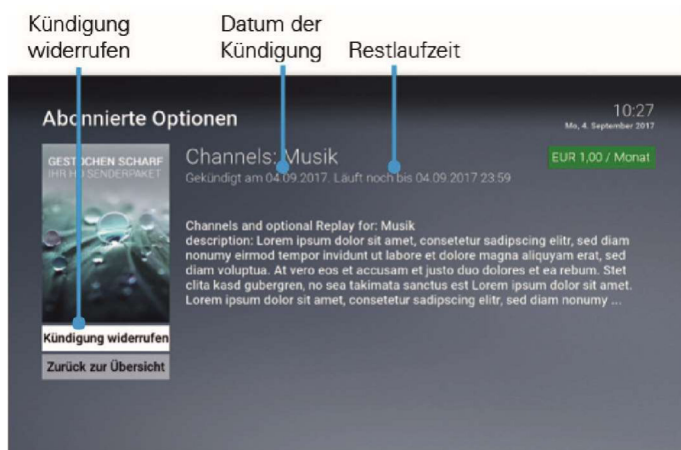 Kündigung
widerrufen
Datum der
Kündigung
Restlaufzeit
Abonnierte Optionen
10:27
Mo, 4. September 2017
GESTOCHEN SCHARF
IHR HD SENDERPAKET
Channels: Musik
EUR 1,00 / Monat
Gekündigt am 04.09.2017. Läuft noch bis 04.09.2017 23:59
Channels and optional Replay for: Musik
description: Lorem ipsum dolor sit amet, consetetur sadipscing elitr, sed diam
nonumy eirmod tempor invidunt ut labore et dolore magna aliquyam erat, sed
diam voluptua. At vero eos et accusam et justo duo dolores et ea rebum. Stet
clita kasd gubergren, no sea takimata sanctus est Lorem ipsum dolor sit amet.
Lorem ipsum dolor sit amet, consetetur sadipscing elitr, sed diam nonumy ...
Kündigung widerrufen
Zurück zur Übersicht